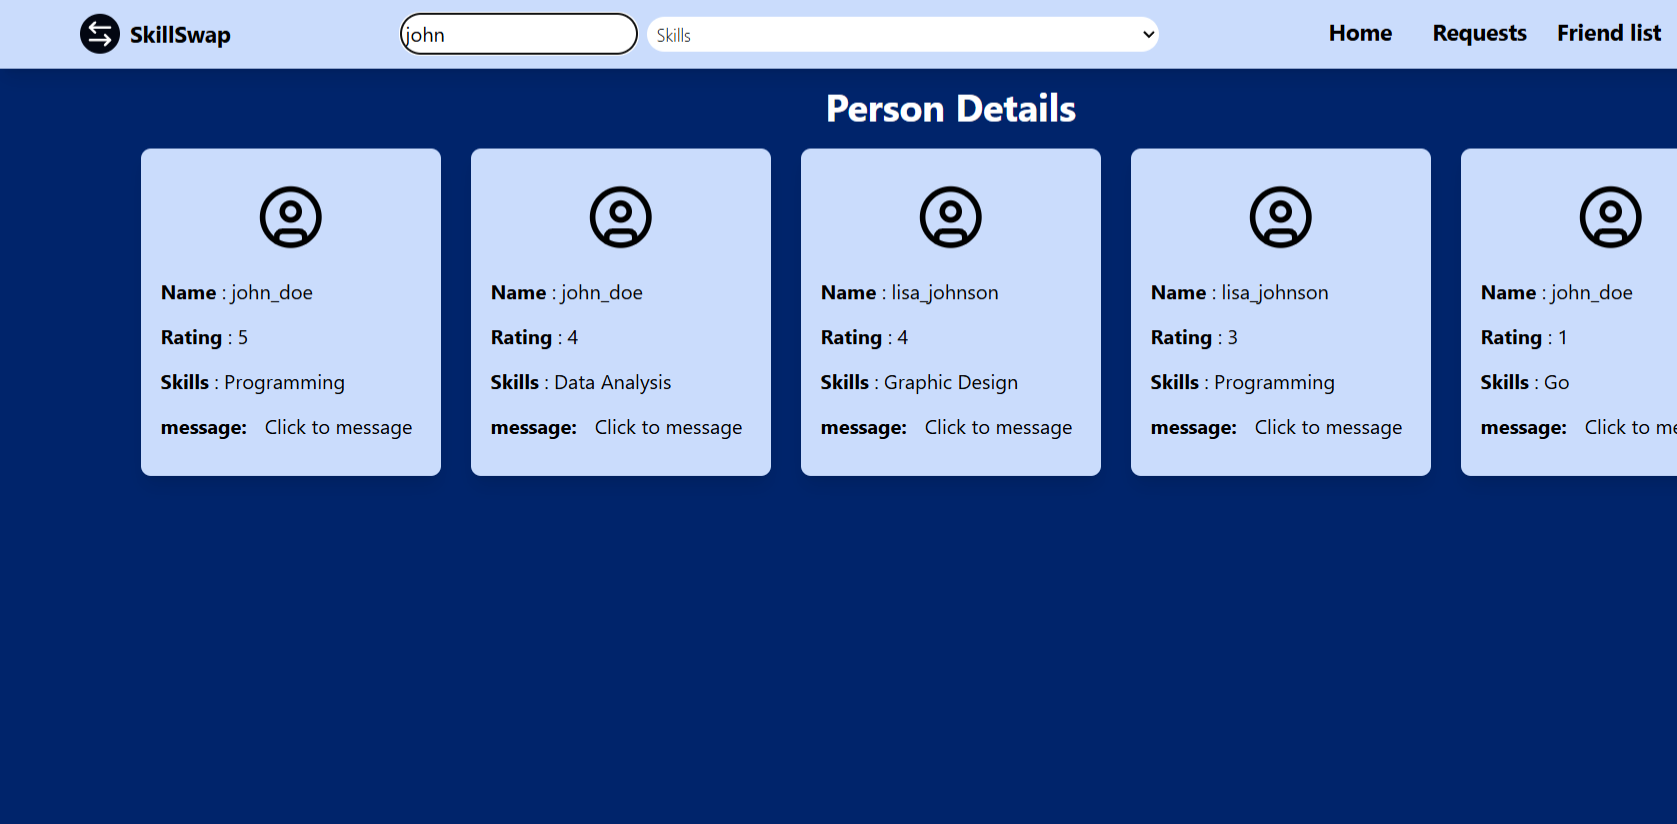 SkillSwap
john
Skills
Home
Requests
Friend list
Person Details
Name : john_doe
Rating : 5
Skills : Programming
message: Click to message
Name : john_doe
Rating : 4
Skills : Data Analysis
message: Click to message
Name : lisa_johnson
Rating : 4
Skills : Graphic Design
message: Click to message
Name : lisa_johnson
Rating : 3
Skills : Programming
message: Click to message
Name : john_doe
Rating : 1
Skills : Go
message: Click to